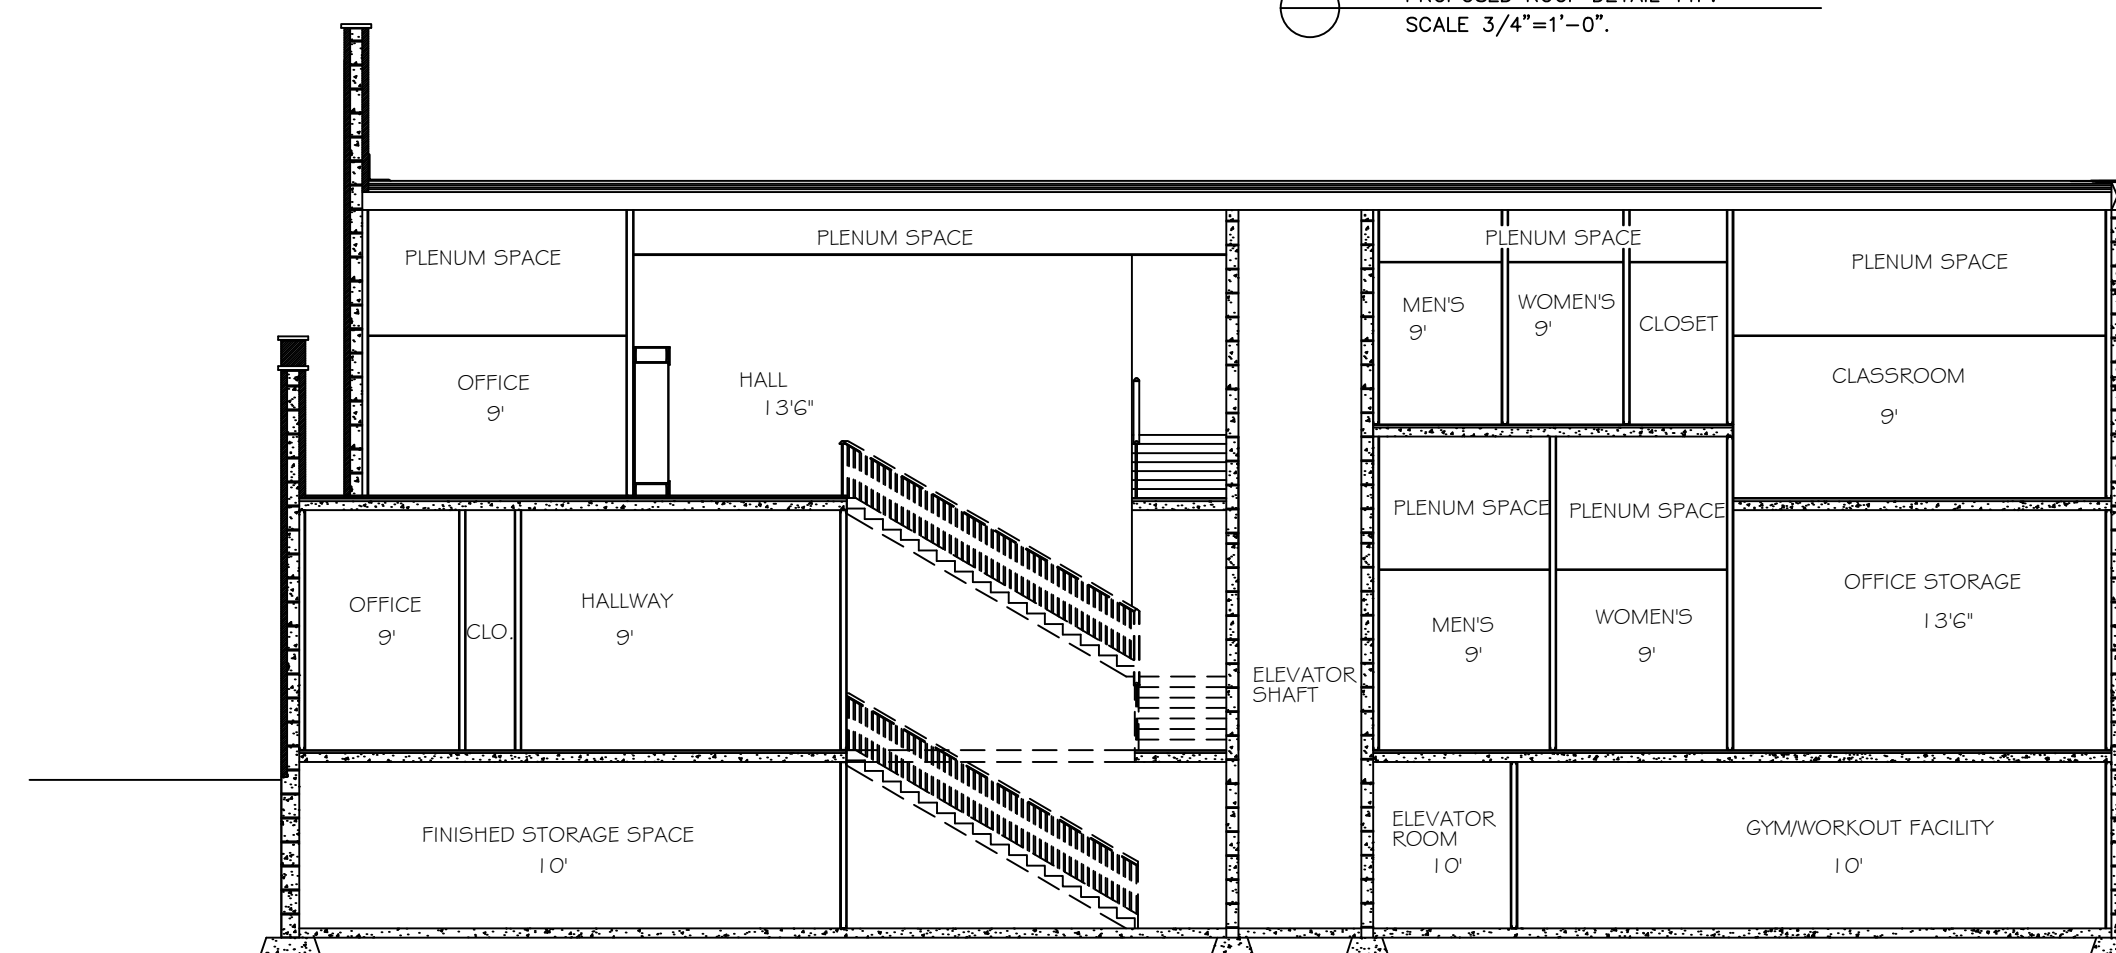 SCALE 3/4"=1'-0".
PLENUM SPACE
PLENUM SPACE
PLENUM SPACE
PLENUM SPACE
MEN'S
9'
WOMEN'S
9'
CLOSET
OFFICE
9'
HALL
13'6"
CLASSROOM
9'
PLENUM SPACE
PLENUM SPACE
OFFICE
9'
CLO.
HALLWAY
9'
ELEVATOR
SHAFT
MEN'S
9'
WOMEN'S
9'
OFFICE STORAGE
13'6"
FINISHED STORAGE SPACE
10'
ELEVATOR
ROOM
10'
GYM/WORKOUT FACILITY
10'